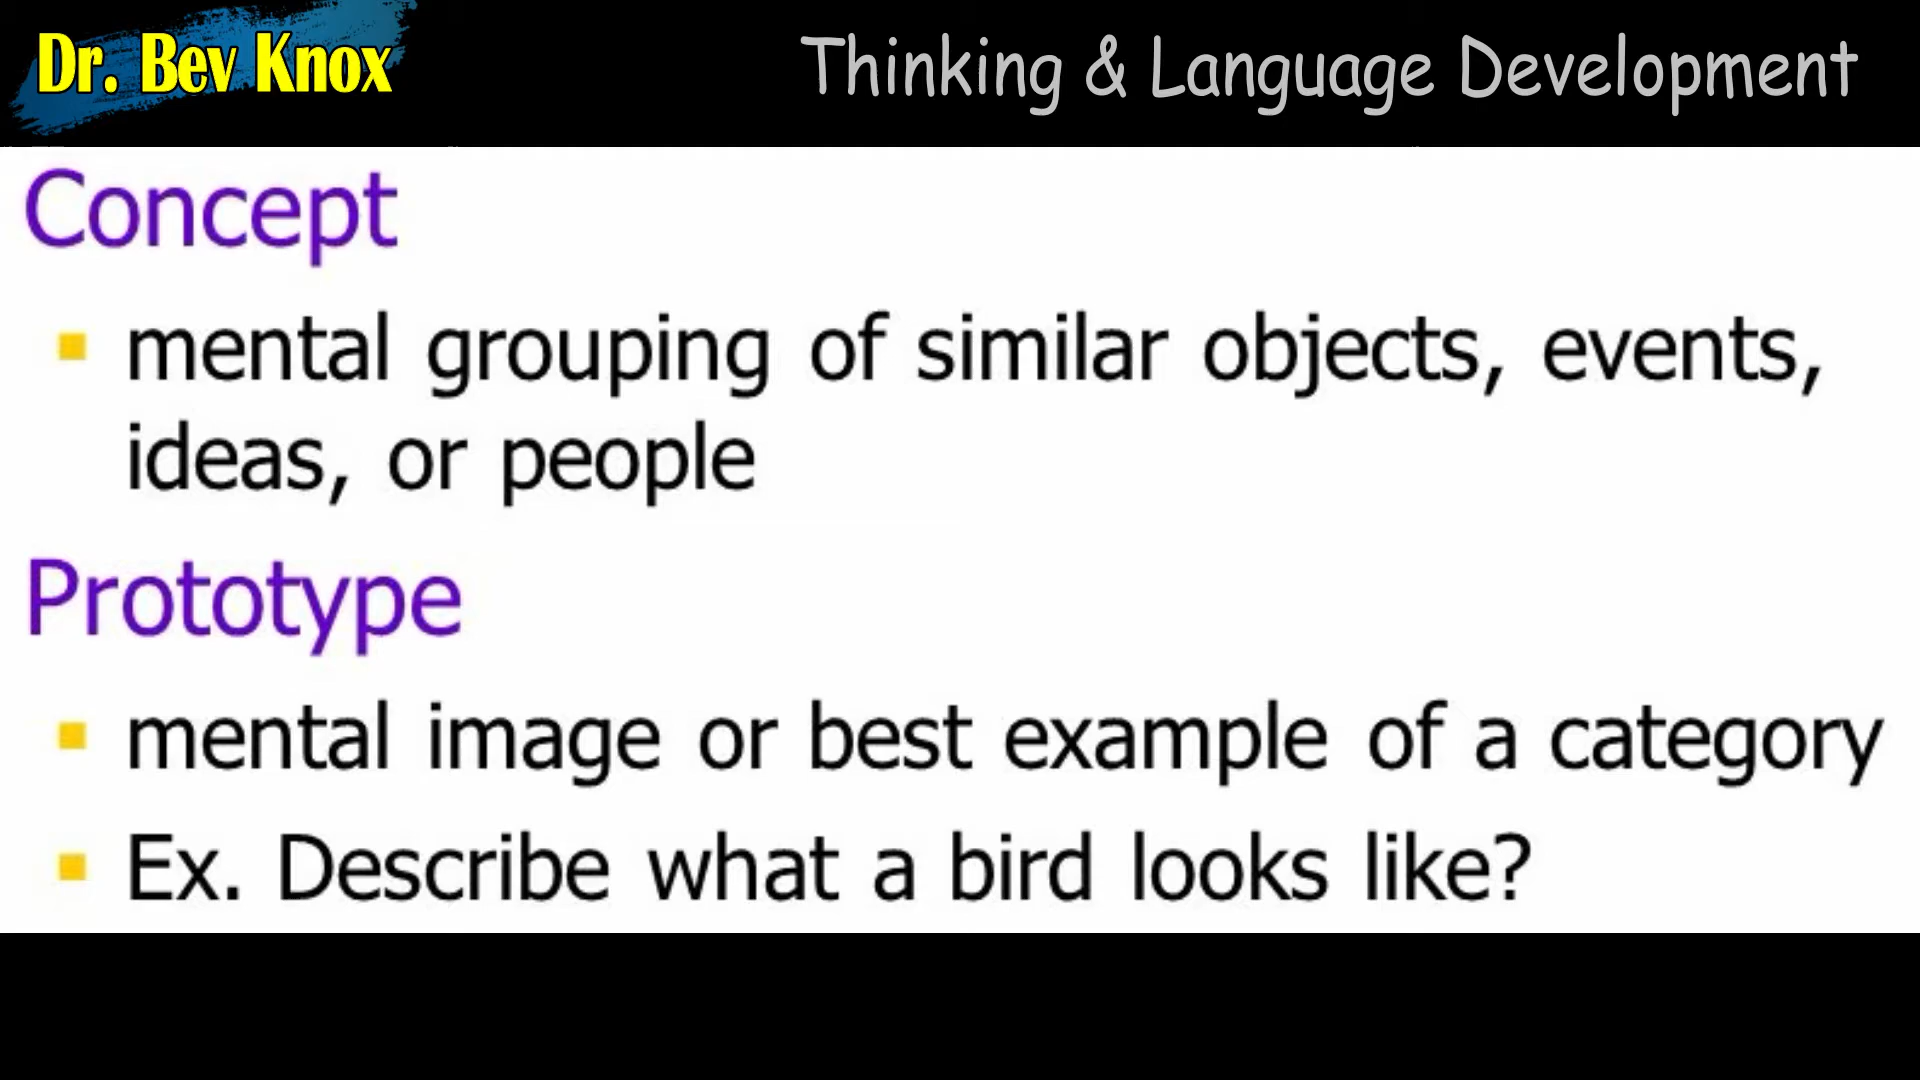 Dr. Bev Knox
Thinking & Language Development
Concept
mental grouping of similar objects, events,
ideas, or people
Prototype
mental image or best example of a category
Ex. Describe what a bird looks like?